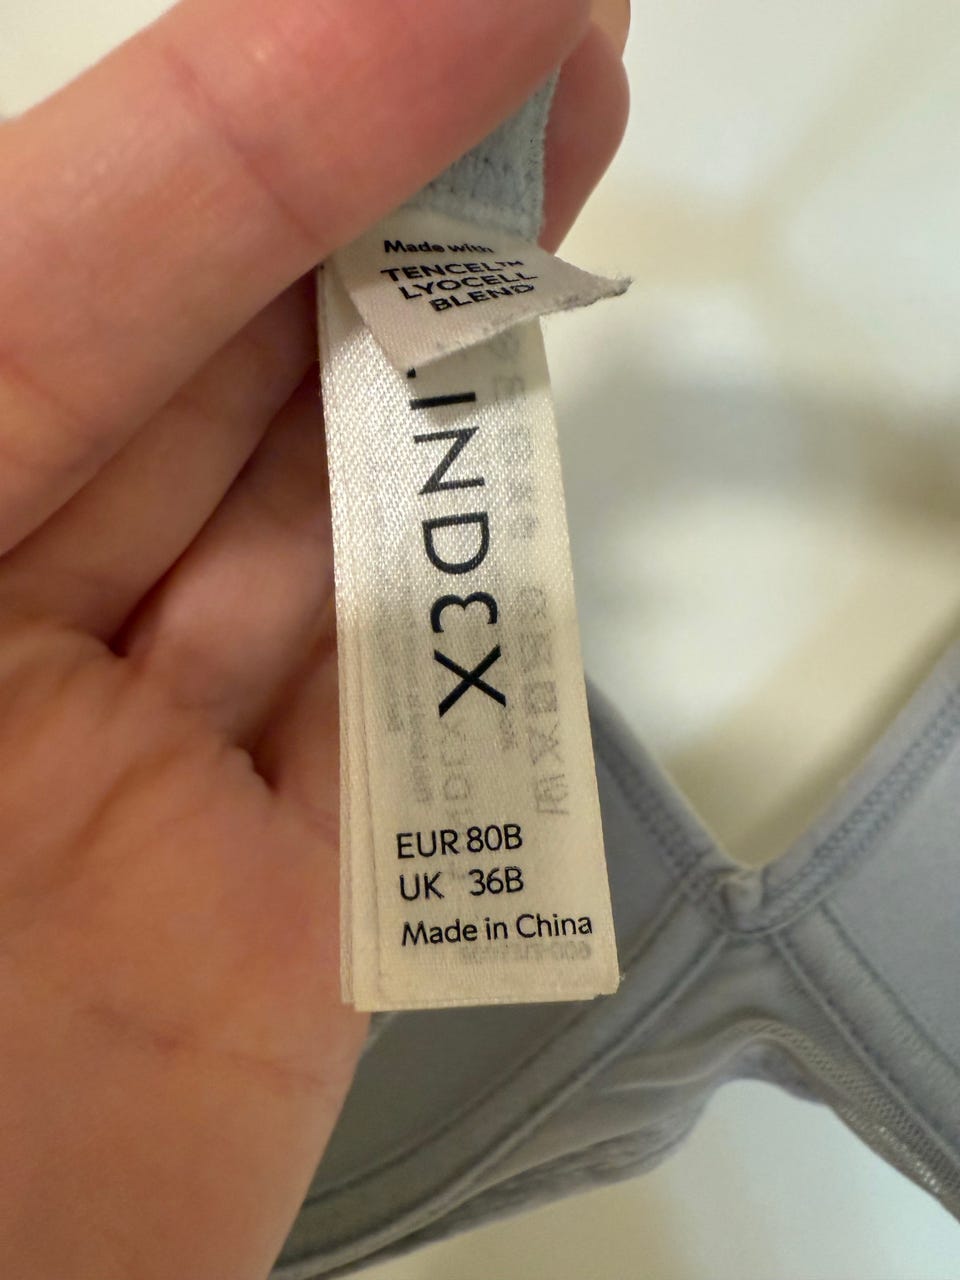 Made with
TENCEL™
LYOCELL
BLEND
.INDEX
EUR 80B
UK 36B
Made in China